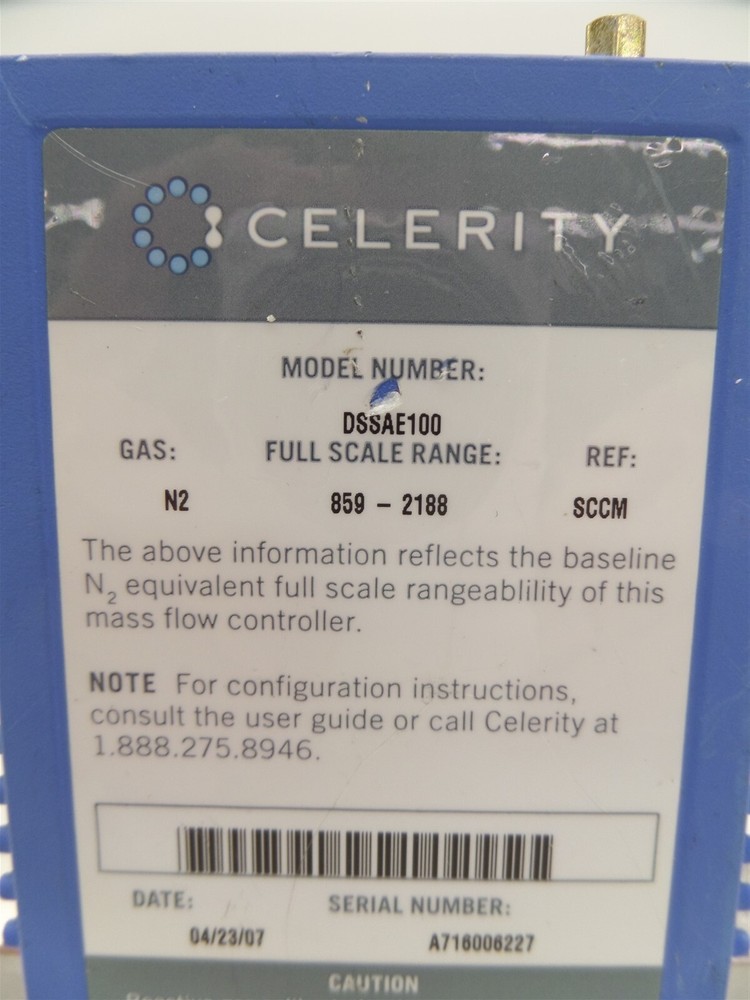 CELERITY
MODEL NUMBER:
DSSAE100
GAS: FULL SCALE RANGE: REF:
N2 859 - 2188 SCCM
The above information reflects the baseline
N₂ equivalent full scale rangeablility of this
mass flow controller.
NOTE For configuration instructions,
consult the user guide or call Celerity at
1.888.275.8946.
DATE: SERIAL NUMBER:
04/23/07 A716006227
CAUTION